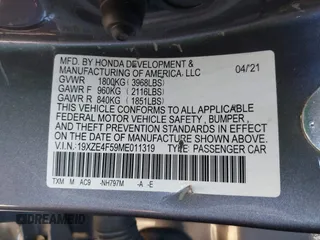 MFD. BY HONDA DEVELOPMENT &
MANUFACTURING OF AMERICA, LLC
04/'21
GVWR 1800KG (3968LBS)
GAWR F 960KG (2116LBS)
GAWR R 840KG (1851LBS)
THIS VEHICLE CONFORMS TO ALL APPLICABLE
FEDERAL MOTOR VEHICLE SAFETY, BUMPER,
AND THEFT PREVENTION STANDARDS IN EFFECT
ON THE DATE OF MANUFACTURE SHOWN ABOVE.
V.I.N.: 19XZE4F59ME011319 TYPE: PASSENGER CAR
TXM M AC9 -NH797M -A -E
DREAMBID